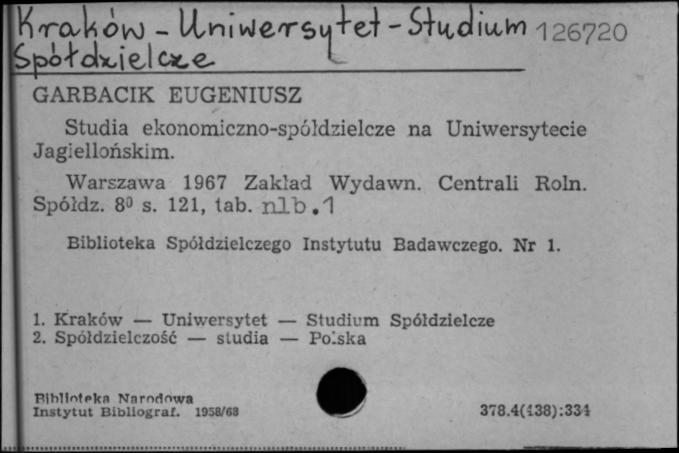 Kraków - Uniwersytet - Studium 126720
Spółdzielcze
GARBACIK EUGENIUSZ
Studia ekonomiczno-spółdzielcze na Uniwersytecie
Jagiellońskim.
Warszawa 1967 Zakład Wydawn. Centrali Roln.
Spółdz. 8⁰ s. 121, tab. nlb.1
Biblioteka Spółdzielczego Instytutu Badawczego. Nr 1.
1. Kraków — Uniwersytet — Studium Spółdzielcze
2. Spółdzielczość — studia — Polska
Biblioteka Narodowa
Instytut Bibliograf. 1958/68
378.4(438):334